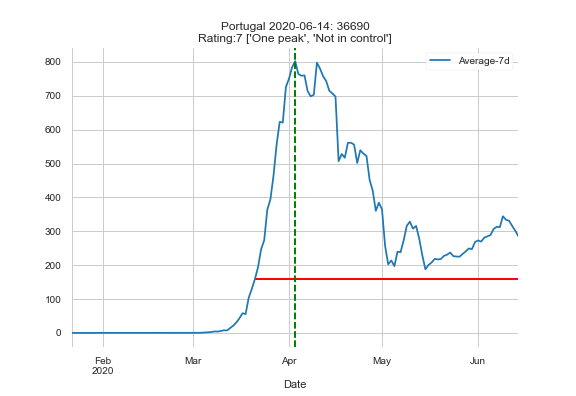 Portugal 2020-06-14: 36690
Rating:7 ['One peak', 'Not in control']
Average-7d
800
700
600
500
400
300
200
100
0
Feb
2020
Mar
Apr
May
Jun
Date